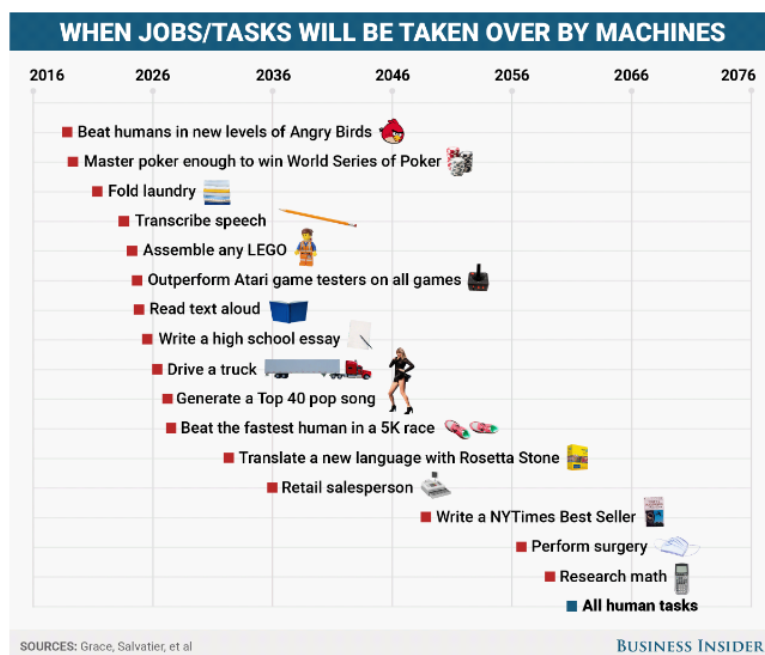 WHEN JOBS/TASKS WILL BE TAKEN OVER BY MACHINES
2016 2026 2036 2046 2056 2066 2076
Beat humans in new levels of Angry Birds
Master poker enough to win World Series of Poker
Fold laundry
Transcribe speech
Assemble any LEGO
Outperform Atari game testers on all games
Read text aloud
Write a high school essay
Drive a truck
Generate a Top 40 pop song
Beat the fastest human in a 5K race
Translate a new language with Rosetta Stone
Retail salesperson
Write a NYTimes Best Seller
Perform surgery
Research math
All human tasks
SOURCES: Grace, Salvatier, et al
BUSINESS INSIDER